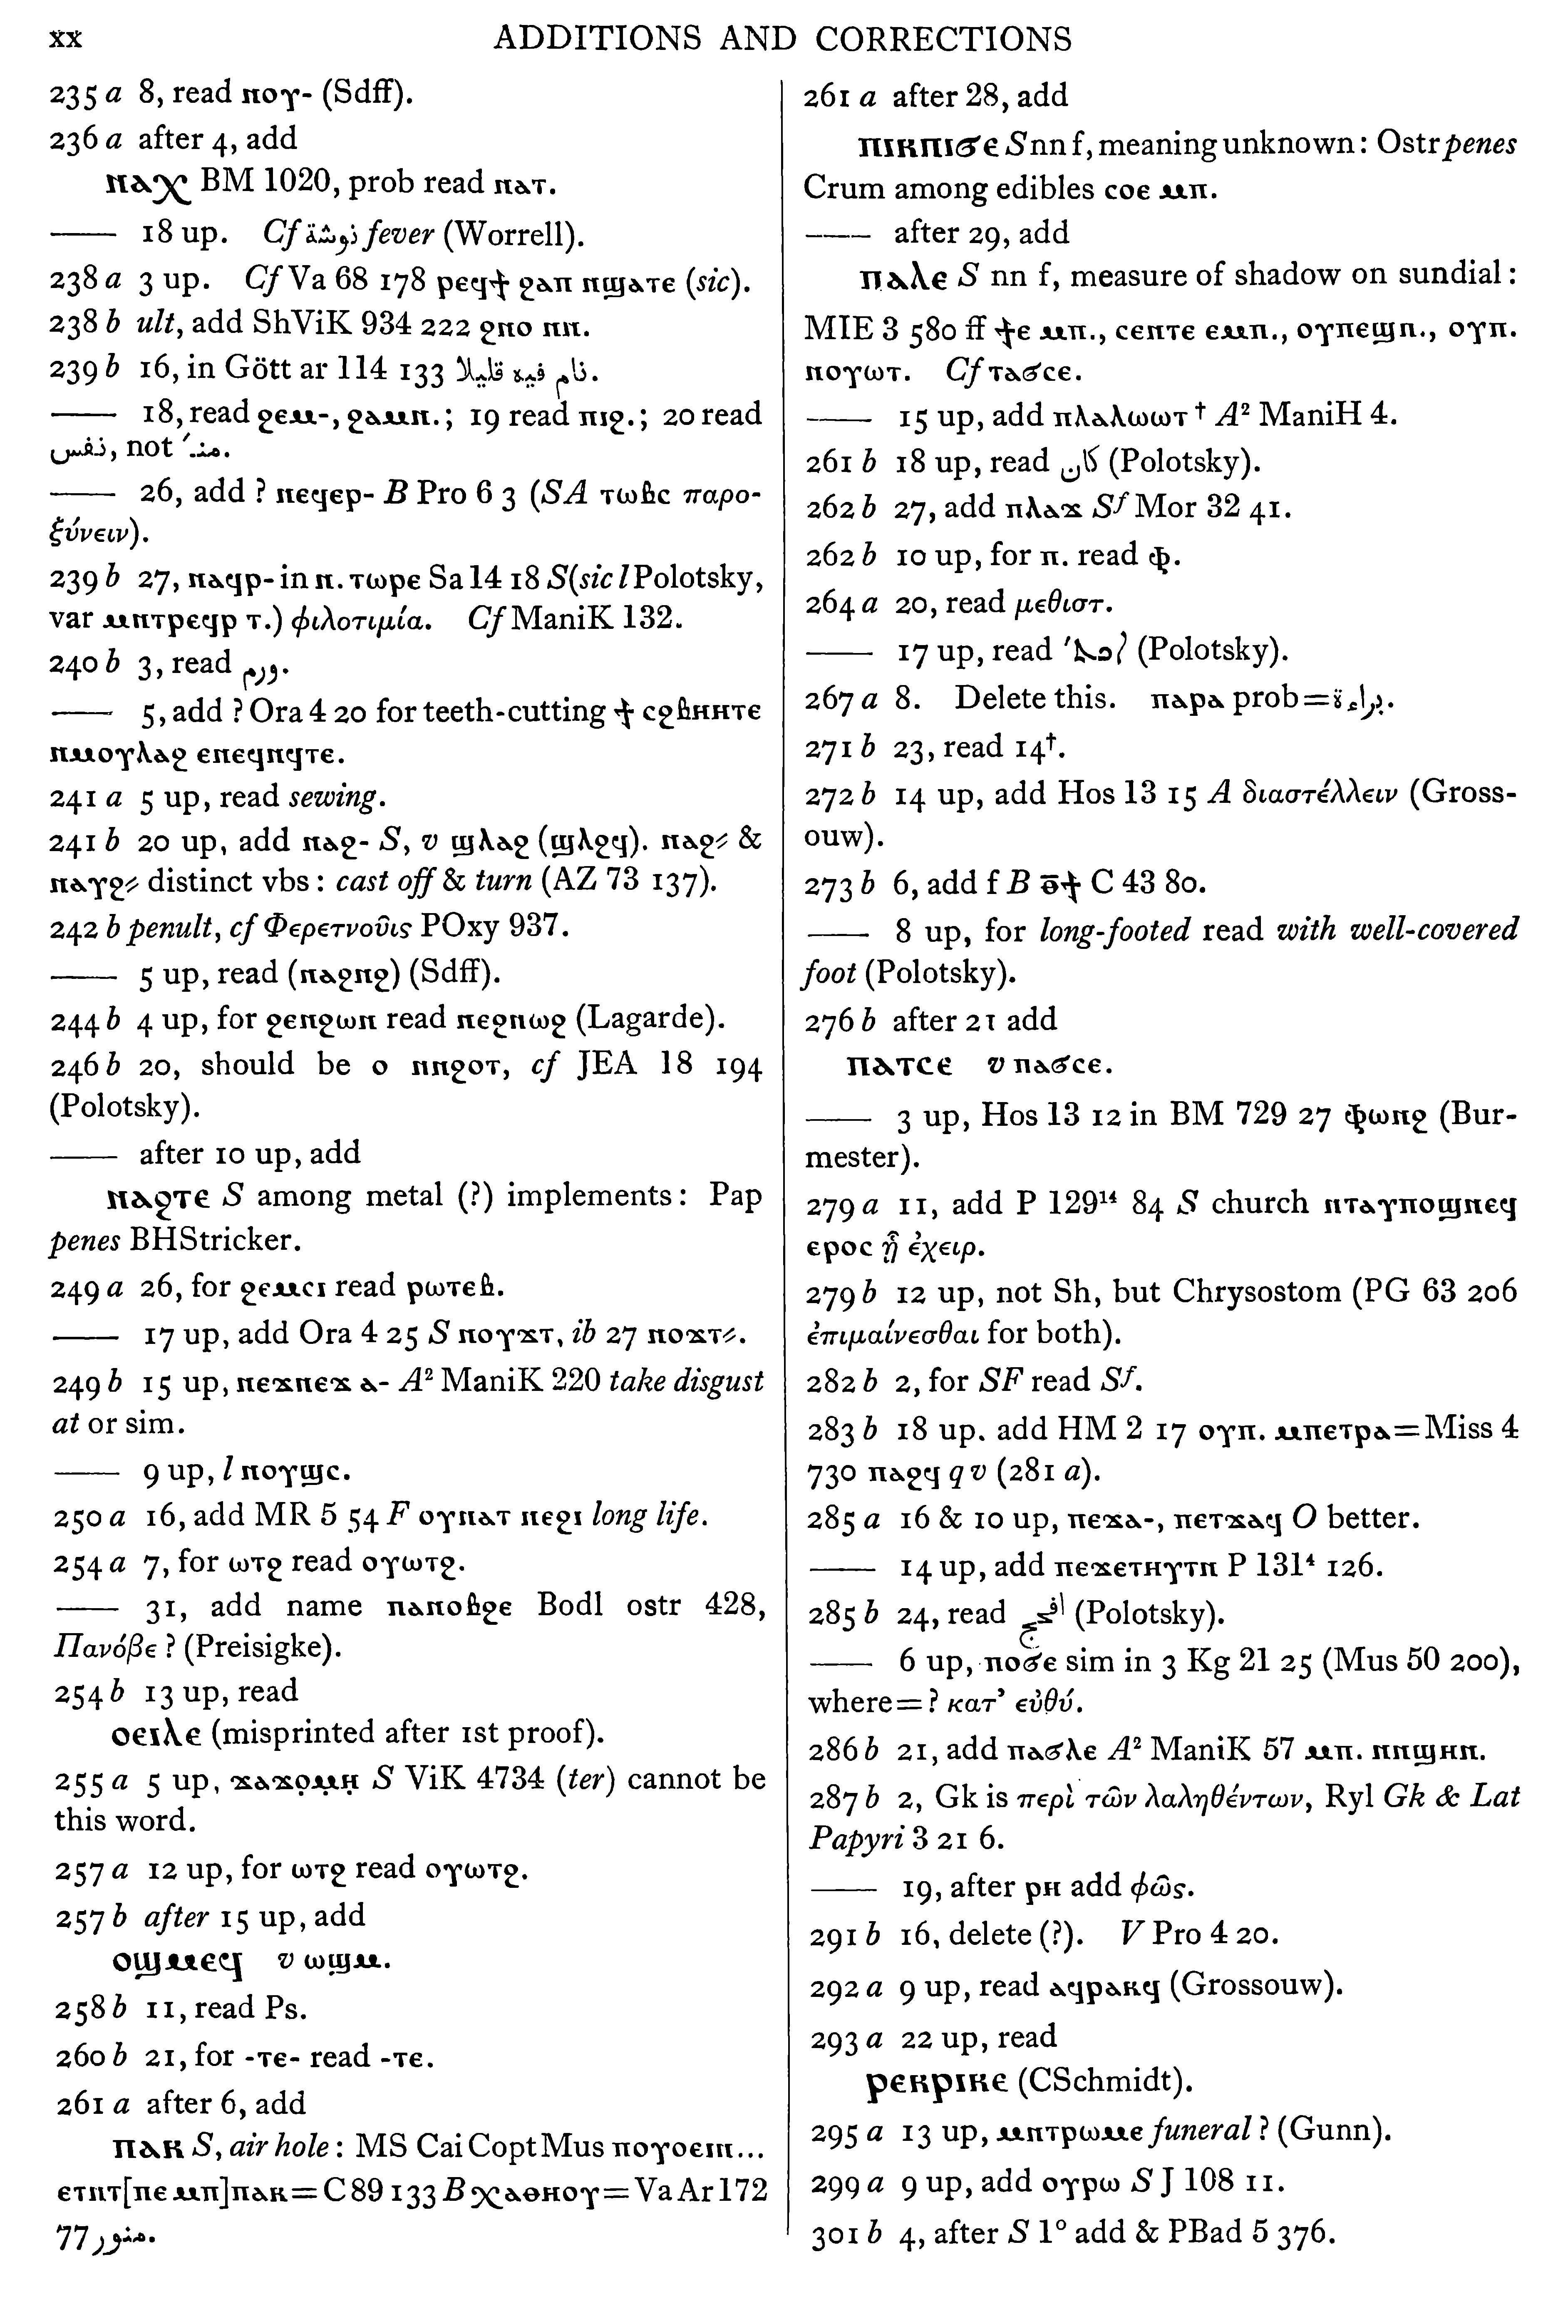 xx
ADDITIONS AND CORRECTIONS
235 a 8, read ⲛⲟⲩ- (Sdff).
236 a after 4, add
ⲛⲁⲭ BM 1020, prob read ⲛⲁⲧ.
—— 18 up. Cf fever (Worrell).
238 a 3 up. Cf Va 68 178 ⲣⲉϥϯ ϩⲁⲡ ⲛϣⲁⲧⲉ (sic).
238 b ult, add ShViK 934 222 ϩⲛⲟ ⲛⲛ.
239 b 16, in Gött ar 114 133 نام فيه قليلا.
—— 18, read ϩⲉⲙ-, ϩⲁⲙⲛ.; 19 read ⲛⲓϩ.; 20 read
نفس, not
—— 26, add ? ⲛⲉϥⲉⲣ- B Pro 6 3 (SA ⲧⲱⲃⲥ παρο-
ξύνειν).
239 b 27, ⲛⲁϥⲣ- in ⲛ. ⲧⲱⲣⲉ Sa 14 18 S (sic l Polotsky,
var ⲙⲛⲧⲣⲉϥⲣ ⲧ.) φιλοτιμία. Cf ManiK 132.
240 b 3, read ورم.
—— 5, add ? Ora 4 20 for teeth-cutting ϯ ⲥϩⲃⲏⲏⲧⲉ
ⲛⲙⲟⲩⲗⲁϩ ⲉⲛⲉϥⲛϥⲧⲉ.
241 a 5 up, read sewing.
241 b 20 up, add ⲛⲁϩ- S, v ϣⲗⲁϩ (ϣⲗϩϥ). ⲛⲁϩ⸗ &
ⲛⲁⲩϩ⸗ distinct vbs: cast off & turn (AZ 73 137).
242 b penult, cf Φερετνοῦις POxy 937.
—— 5 up, read (ⲛⲁϩⲛϩ) (Sdff).
244 b 4 up, for ϩⲉⲛϩⲱⲛ read ⲛⲉϩⲛⲱϩ (Lagarde).
246 b 20, should be ⲟ ⲛⲛϩⲟⲧ, cf JEA 18 194
(Polotsky).
—— after 10 up, add
ⲛⲁϩⲧⲉ S among metal (?) implements: Pap
penes BHStricker.
249 a 26, for ϩⲉⲙⲥⲓ read ⲣⲱⲧⲉⲃ.
—— 17 up, add Ora 4 25 S ⲛⲟⲩϫⲧ, ib 27 ⲛⲟϫⲧ⸗.
249 b 15 up, ⲛⲉϫⲛⲉϫ ⲁ- A² ManiK 220 take disgust
at or sim.
—— 9 up, l ⲛⲟⲩϣⲥ.
250 a 16, add MR 5 54 F ⲟⲩⲛⲁⲧ ⲛⲉϩⲓ long life.
254 a 7, for ⲱⲧϩ read ⲟⲩⲱⲧϩ.
—— 31, add name ⲡⲁⲛⲟⲃϩⲉ Bodl ostr 428,
Πανόβε ? (Preisigke).
254 b 13 up, read
ⲟⲉⲓⲗⲉ (misprinted after 1st proof).
255 a 5 up, ϫⲁϫⲟ̣ⲙ̣ⲏ̣ S ViK 4734 (ter) cannot be
this word.
257 a 12 up, for ⲱⲧϩ read ⲟⲩⲱⲧϩ.
257 b after 15 up, add
ⲟϣⲙⲉϥ v ⲱϣⲙ.
258 b 11, read Ps.
260 b 21, for -ⲧⲉ- read -ⲧⲉ.
261 a after 6, add
ⲡⲁⲕ S, air hole: MS Cai Copt Mus ⲡⲟⲩⲟⲉⲓⲛ...
ⲉⲧⲛⲧ[ⲡⲉ ⲙⲡ]ⲡⲁⲕ = C 89 133 B ⲭⲁⲑⲏⲟⲩ = Va Ar 172
77 منور.
261 a after 28, add
ⲡⲓⲕⲡⲓϭⲉ S nn f, meaning unknown: Ostr penes
Crum among edibles ⲥⲟⲉ ⲙⲡ.
—— after 29, add
ⲡⲁⲗⲉ S nn f, measure of shadow on sundial:
MIE 3 580 ff ϯⲉ ⲙⲡ., ⲥⲉⲛⲧⲉ ⲉⲙⲡ., ⲟⲩⲡⲉϣⲡ., ⲟⲩⲡ.
ⲛⲟⲩⲱⲧ. Cf ⲧⲁϭⲥⲉ.
—— 15 up, add ⲡⲗⲁⲗⲱⲱⲧ † A² ManiH 4.
261 b 18 up, read كان (Polotsky).
262 b 27, add ⲡⲗⲁϫ Sf Mor 32 41.
262 b 10 up, for ⲡ. read ⲫ.
264 a 20, read μεθιστ.
—— 17 up, read (Polotsky).
267 a 8. Delete this. ⲡⲁⲣⲁ prob = براءة.
271 b 23, read 14†.
272 b 14 up, add Hos 13 15 A διαστέλλειν (Gross-
ouw).
273 b 6, add f B ⲑ̄ϯ C 43 80.
—— 8 up, for long-footed read with well-covered
foot (Polotsky).
276 b after 21 add
ⲡⲁⲧⲥⲉ v ⲡⲁϭⲥⲉ.
—— 3 up, Hos 13 12 in BM 729 27 ⲫⲱⲛϩ (Bur-
mester).
279 a 11, add P 129¹⁴ 84 S church ⲛⲧⲁⲩⲡⲟϣⲛⲉϥ
ⲉⲣⲟⲥ ᾗ ἐχειρ.
279 b 12 up, not Sh, but Chrysostom (PG 63 206
ἐπιμαίνεσθαι for both).
282 b 2, for SF read Sf.
283 b 18 up. add HM 2 17 ⲟⲩⲡ. ⲙⲡⲉⲧⲣⲁ = Miss 4
730 ⲡⲁϩϥ q v (281 a).
285 a 16 & 10 up, ⲡⲉϫⲁ-, ⲡⲉⲧϫⲁϥ O better.
—— 14 up, add ⲡⲉϫⲉⲧⲏⲩⲧⲛ P 131⁴ 126.
285 b 24, read (Polotsky).
—— 6 up, ⲡⲟϭⲉ sim in 3 Kg 21 25 (Mus 50 200),
where = ? κατ’ εὐθύ.
286 b 21, add ⲡⲁϭⲗⲉ A² ManiK 57 ⲙⲡ. ⲛⲛϣⲏⲛ.
287 b 2, Gk is περὶ τῶν λαληθέντων, Ryl Gk & Lat
Papyri 3 21 6.
—— 19, after ⲣⲏ add φῶς.
291 b 16, delete (?). V Pro 4 20.
292 a 9 up, read ⲁϥⲣⲁⲕϥ (Grossouw).
293 a 22 up, read
ⲣⲉⲕⲣⲓⲕⲉ (CSchmidt).
295 a 13 up, ⲙⲛⲧⲣⲱⲙⲉ funeral ? (Gunn).
299 a 9 up, add ⲟⲩⲣⲱ S J 108 11.
301 b 4, after S 1° add & PBad 5 376.